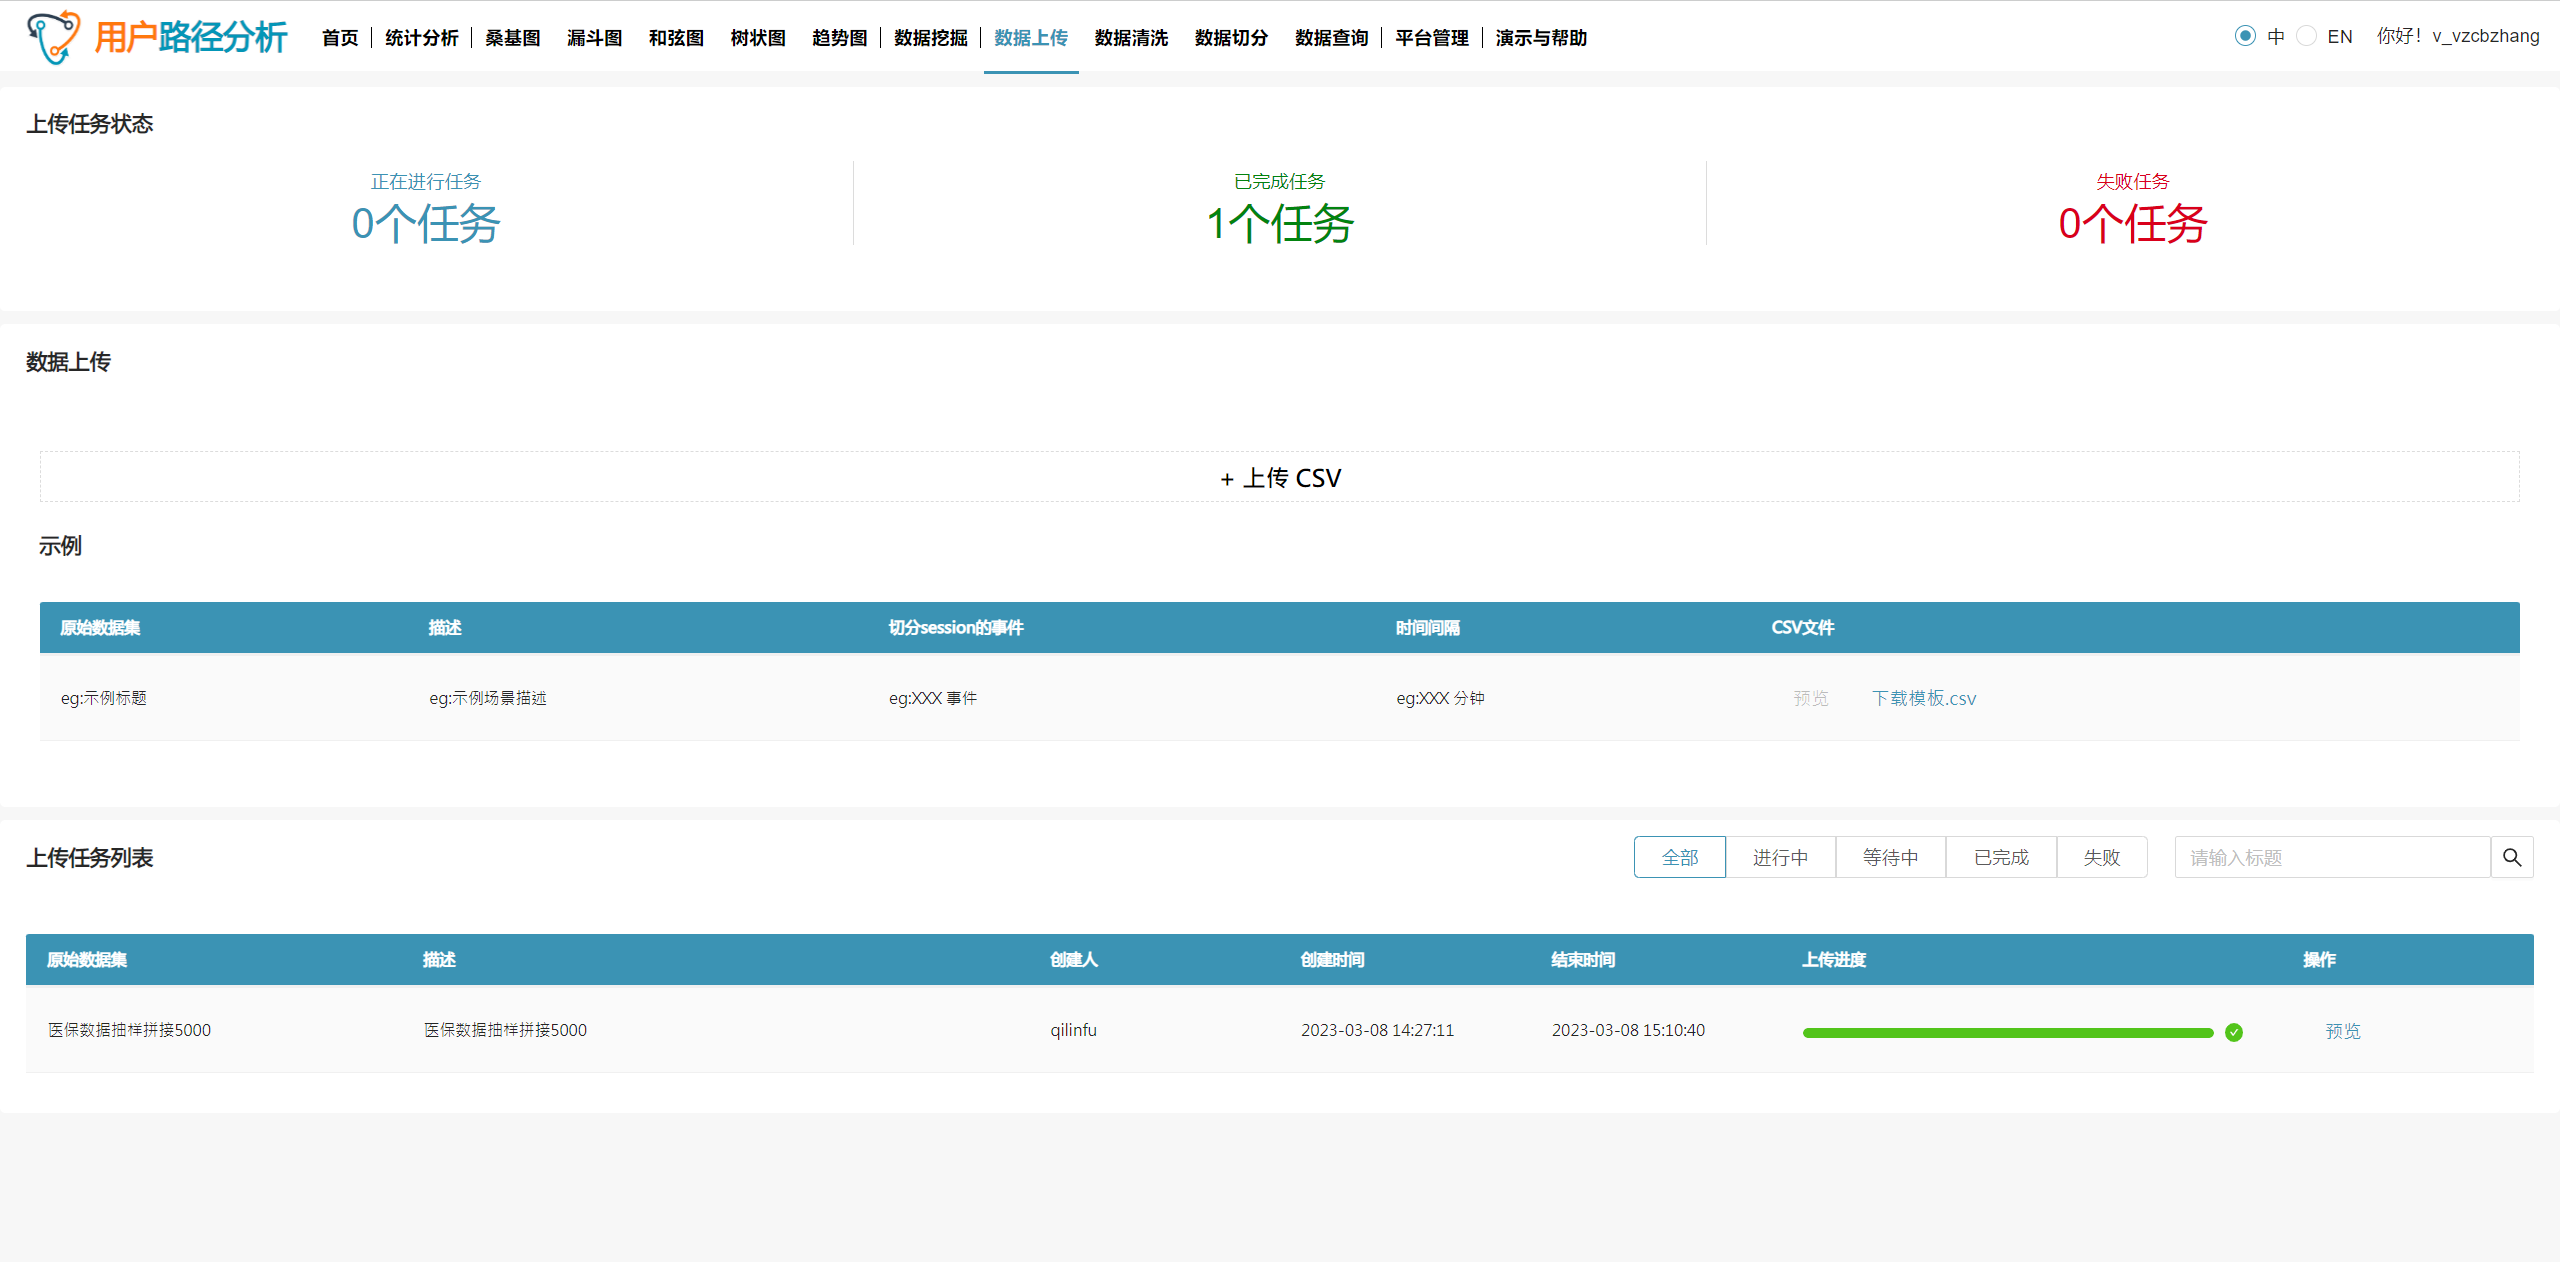 用户路径分析
首页 统计分析 桑基图 漏斗图 和弦图 树状图 趋势图 数据挖掘 数据上传 数据清洗 数据切分 数据查询 平台管理 演示与帮助
中 EN 你好！v_vzcbzhang
上传任务状态
正在进行任务 已完成任务 失败任务
0个任务 1个任务 0个任务
数据上传
+ 上传 CSV
示例
原始数据集 描述 切分session的事件 时间间隔 CSV文件
eg:示例标题 eg:示例场景描述 eg:XXX 事件 eg:XXX 分钟 预览 下载模板.csv
上传任务列表 全部 进行中 等待中 已完成 失败 请输入标题
原始数据集 描述 创建人 创建时间 结束时间 上传进度 操作
医保数据抽样拼接5000 医保数据抽样拼接5000 qilinfu 2023-03-08 14:27:11 2023-03-08 15:10:40 预览